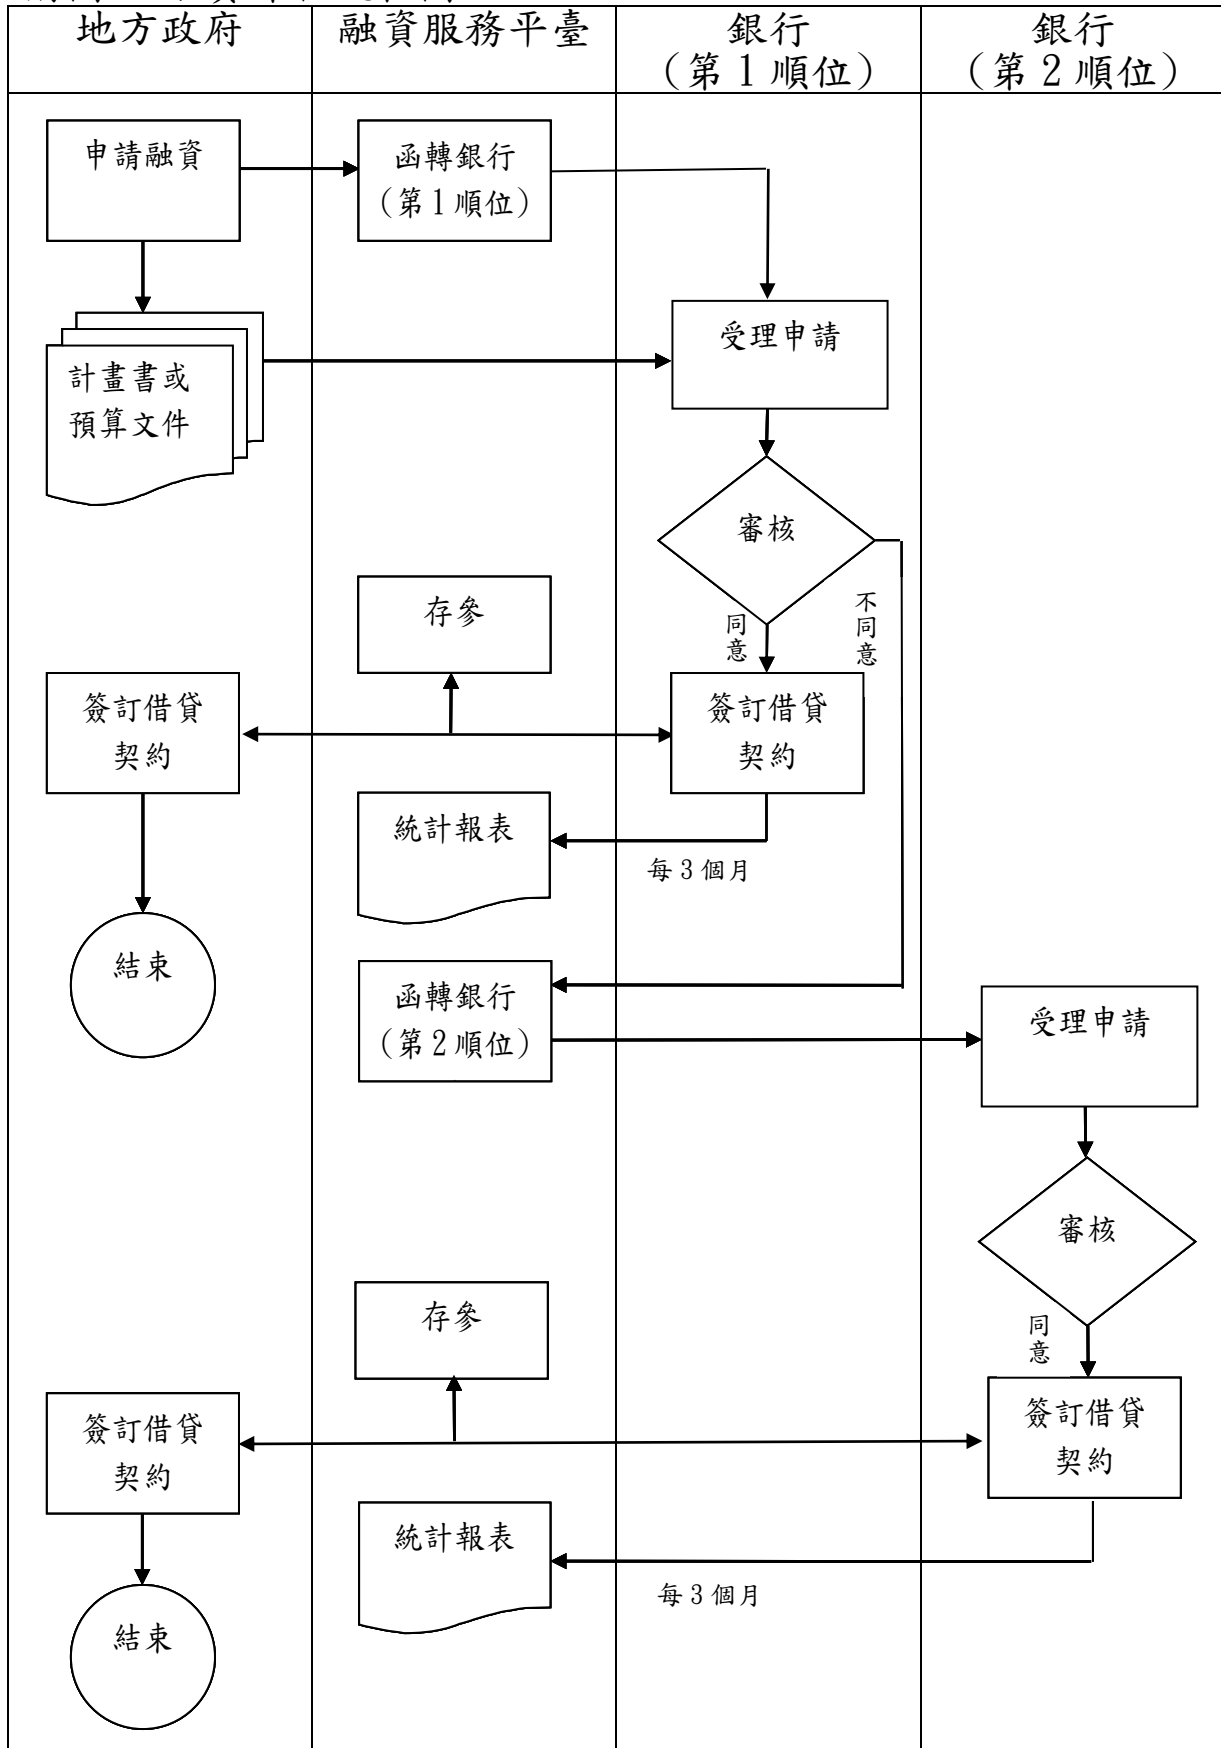 地方政府
融資服務平臺
銀行
(第1順位)
銀行
(第2順位)
申請融資
函轉銀行
(第1順位)
受理申請
計畫書或
預算文件
審核
同意
不同意
存參
簽訂借貸
契約
簽訂借貸
契約
統計報表
每3個月
結束
函轉銀行
(第2順位)
受理申請
審核
同意
存參
簽訂借貸
契約
簽訂借貸
契約
統計報表
每3個月
結束